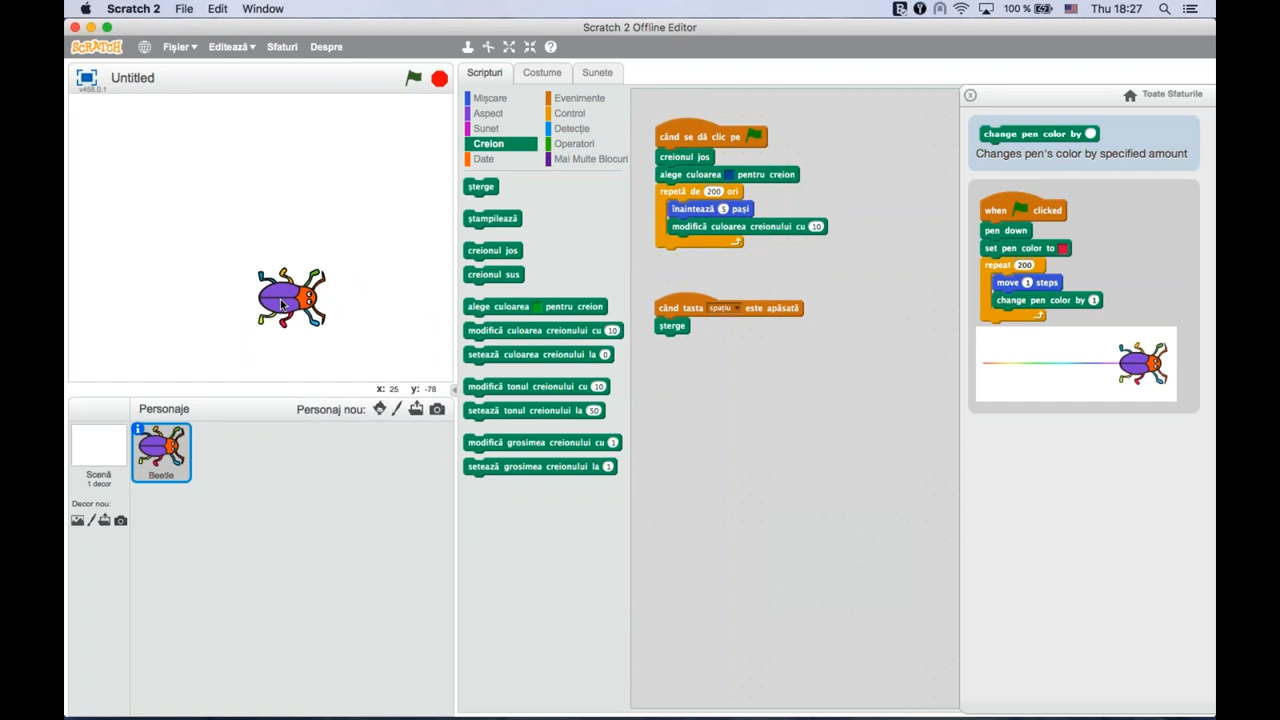 Scratch 2 File Edit Window 100 % Thu 18:27
Scratch 2 Offline Editor
SCRATCH Fișier Editează Sfaturi Despre
Untitled
v458.0.1
x: 25 y: -78
Personaje Personaj nou:
Scenă
1 decor
Decor nou:
Beetle
Scripturi Costume Sunete
Mișcare Evenimente
Aspect Control
Sunet Detecție
Creion Operatori
Date Mai Multe Blocuri
șterge
ștampilează
creionul jos
creionul sus
alege culoarea pentru creion
modifică culoarea creionului cu 10
setează culoarea creionului la 0
modifică tonul creionului cu 10
setează tonul creionului la 50
modifică grosimea creionului cu 1
setează grosimea creionului la 1
când se dă clic pe
creionul jos
alege culoarea pentru creion
repetă de 200 ori
înaintează 5 pași
modifică culoarea creionului cu 10
când tasta spațiu este apăsată
șterge
Toate Sfaturile
change pen color by
Changes pen's color by specified amount
when clicked
pen down
set pen color to
repeat 200
move 1 steps
change pen color by 1